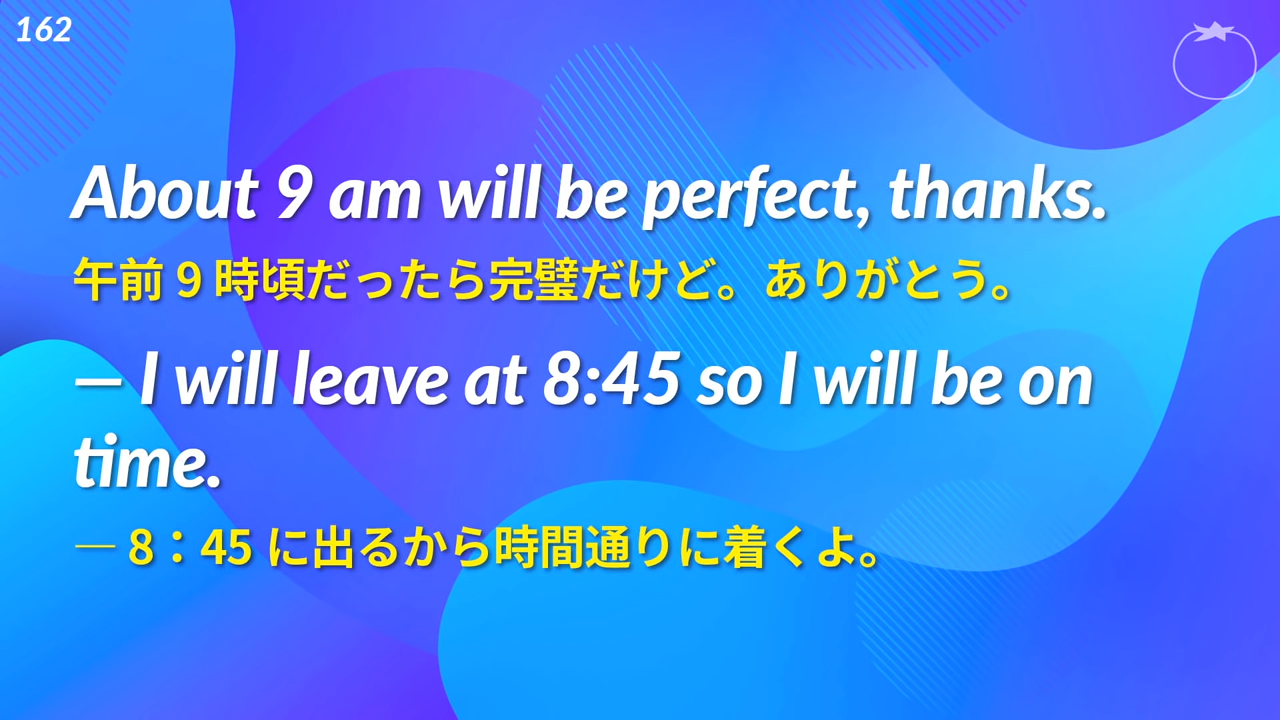 162
About 9 am will be perfect, thanks.
午前 9 時頃だったら完璧だけど。ありがとう。
— I will leave at 8:45 so I will be on
time.
― 8：45 に出るから時間通りに着くよ。